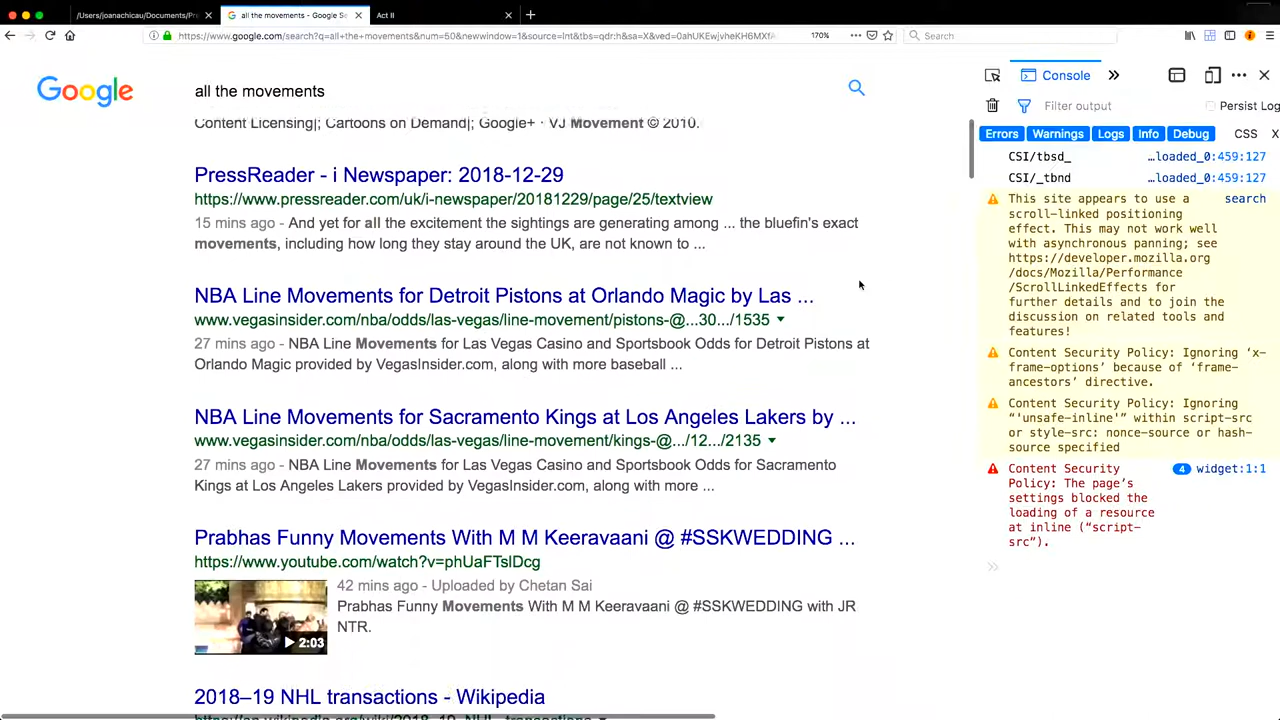 /Users/joanachicau/Documents/Pr
all the movements - Google Se
Act II
https://www.google.com/search?q=all+the+movements&num=50&newwindow=1&source=lnt&tbs=qdr:h&sa=X&ved=
170%
Search
Google
all the movements
Content Licensing|; Cartoons on Demand|; Google+ · VJ Movement © 2010.
PressReader - i Newspaper: 2018-12-29
https://www.pressreader.com/uk/i-newspaper/20181229/page/25/textview
15 mins ago - And yet for all the excitement the sightings are generating among ... the bluefin's exact
movements, including how long they stay around the UK, are not known to ...
NBA Line Movements for Detroit Pistons at Orlando Magic by Las ...
www.vegasinsider.com/nba/odds/las-vegas/line-movement/pistons-@...30.../1535
27 mins ago - NBA Line Movements for Las Vegas Casino and Sportsbook Odds for Detroit Pistons at
Orlando Magic provided by VegasInsider.com, along with more baseball ...
NBA Line Movements for Sacramento Kings at Los Angeles Lakers by ...
www.vegasinsider.com/nba/odds/las-vegas/line-movement/kings-@.../12.../2135
27 mins ago - NBA Line Movements for Las Vegas Casino and Sportsbook Odds for Sacramento
Kings at Los Angeles Lakers provided by VegasInsider.com, along with more ...
Prabhas Funny Movements With M M Keeravaani @ #SSKWEDDING ...
https://www.youtube.com/watch?v=phUaFTslDcg
42 mins ago - Uploaded by Chetan Sai
Prabhas Funny Movements With M M Keeravaani @ #SSKWEDDING with JR
NTR.
2:03
2018–19 NHL transactions - Wikipedia
https://en.wikipedia.org/wiki/2018-19_NHL_transactions
Console
Filter output
Persist Log
Errors Warnings Logs Info Debug CSS X
CSI/tbsd_ …loaded_0:459:127
CSI/_tbnd …loaded_0:459:127
This site appears to use a search
scroll-linked positioning
effect. This may not work well
with asynchronous panning; see
https://developer.mozilla.org
/docs/Mozilla/Performance
/ScrollLinkedEffects for
further details and to join the
discussion on related tools and
features!
Content Security Policy: Ignoring ‘x-
frame-options’ because of ‘frame-
ancestors’ directive.
Content Security Policy: Ignoring
“'unsafe-inline'” within script-src
or style-src: nonce-source or hash-
source specified
Content Security 4 widget:1:1
Policy: The page’s
settings blocked the
loading of a resource
at inline (“script-
src”).